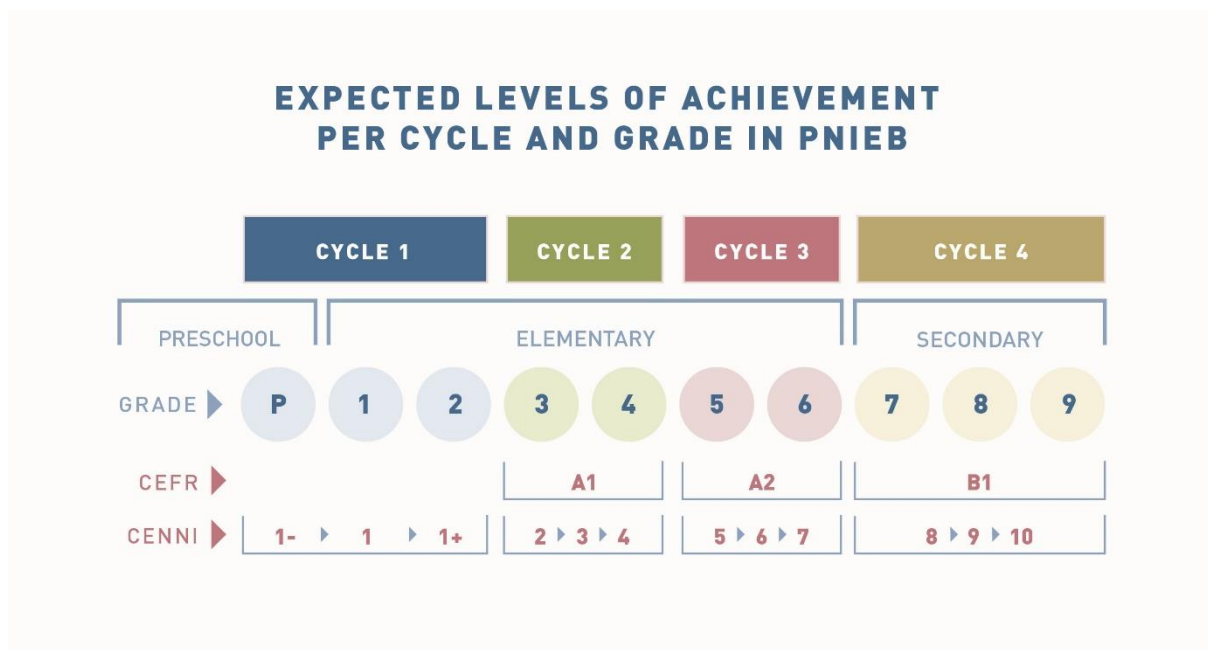 EXPECTED LEVELS OF ACHIEVEMENT
PER CYCLE AND GRADE IN PNIEB
CYCLE 1 CYCLE 2 CYCLE 3 CYCLE 4
PRESCHOOL ELEMENTARY SECONDARY
GRADE P 1 2 3 4 5 6 7 8 9
CEFR A1 A2 B1
CENNI 1- 1 1+ 2 3 4 5 6 7 8 9 10